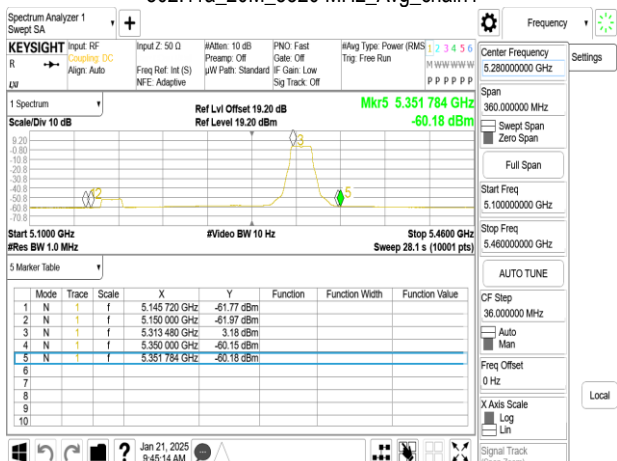 Spectrum Analyzer 1
Swept SA
+
Frequency
KEYSIGHT Input: RF
R
Coupling: DC
Align: Auto
LXI
Input Z: 50 Ω
Freq Ref: Int (S)
NFE: Adaptive
#Atten: 10 dB
Preamp: Off
µW Path: Standard
PNO: Fast
Gate: Off
IF Gain: Low
Sig Track: Off
#Avg Type: Power (RMS
Trig: Free Run
1 2 3 4 5 6
M W W W W W
P P P P P P
1 Spectrum
Scale/Div 10 dB
Ref Lvl Offset 19.20 dB
Ref Level 19.20 dBm
Mkr5 5.351 784 GHz
-60.18 dBm
9.20
-0.80
-10.8
-20.8
-30.8
-40.8
-50.8
-60.8
-70.8
2
3
5
Start 5.1000 GHz
#Res BW 1.0 MHz
#Video BW 10 Hz
Stop 5.4600 GHz
Sweep 28.1 s (10001 pts)
5 Marker Table
Mode Trace Scale X Y Function Function Width Function Value
1 N 1 f 5.145 720 GHz -61.77 dBm
2 N 1 f 5.150 000 GHz -61.97 dBm
3 N 1 f 5.313 480 GHz 3.18 dBm
4 N 1 f 5.350 000 GHz -60.15 dBm
5 N 1 f 5.351 784 GHz -60.18 dBm
6
7
8
9
10
Jan 21, 2025
9:45:14 AM
?
Center Frequency
5.280000000 GHz
Settings
Span
360.000000 MHz
Swept Span
Zero Span
Full Span
Start Freq
5.100000000 GHz
Stop Freq
5.460000000 GHz
AUTO TUNE
CF Step
36.000000 MHz
Auto
Man
Freq Offset
0 Hz
X Axis Scale
Log
Lin
Local
Signal Track